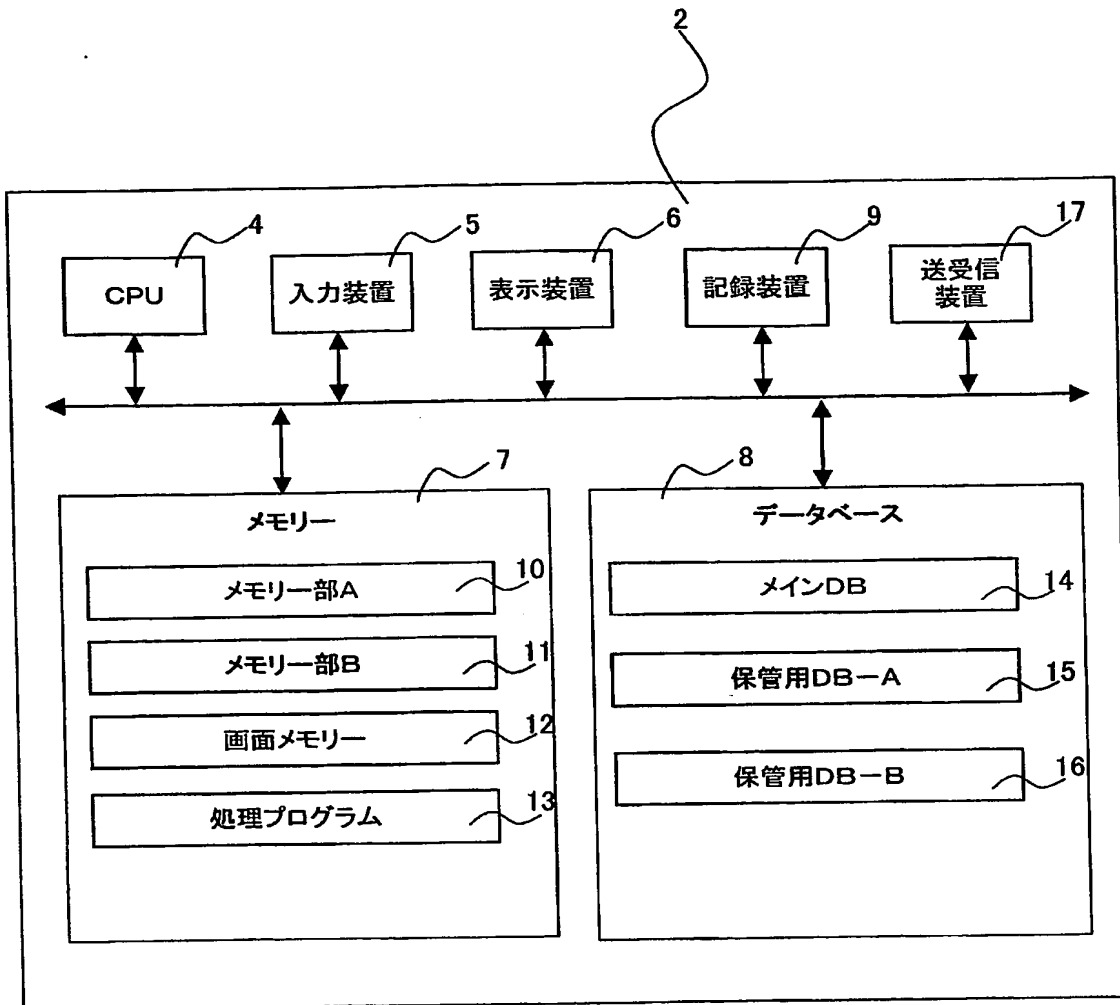 2
4
5
6
9
17
CPU
入力装置
表示装置
記録装置
送受信
装置
7
8
メモリー
データベース
メモリー部A
10
メモリー部B
11
画面メモリー
12
処理プログラム
13
メインDB
14
保管用DB－A
15
保管用DB－B
16